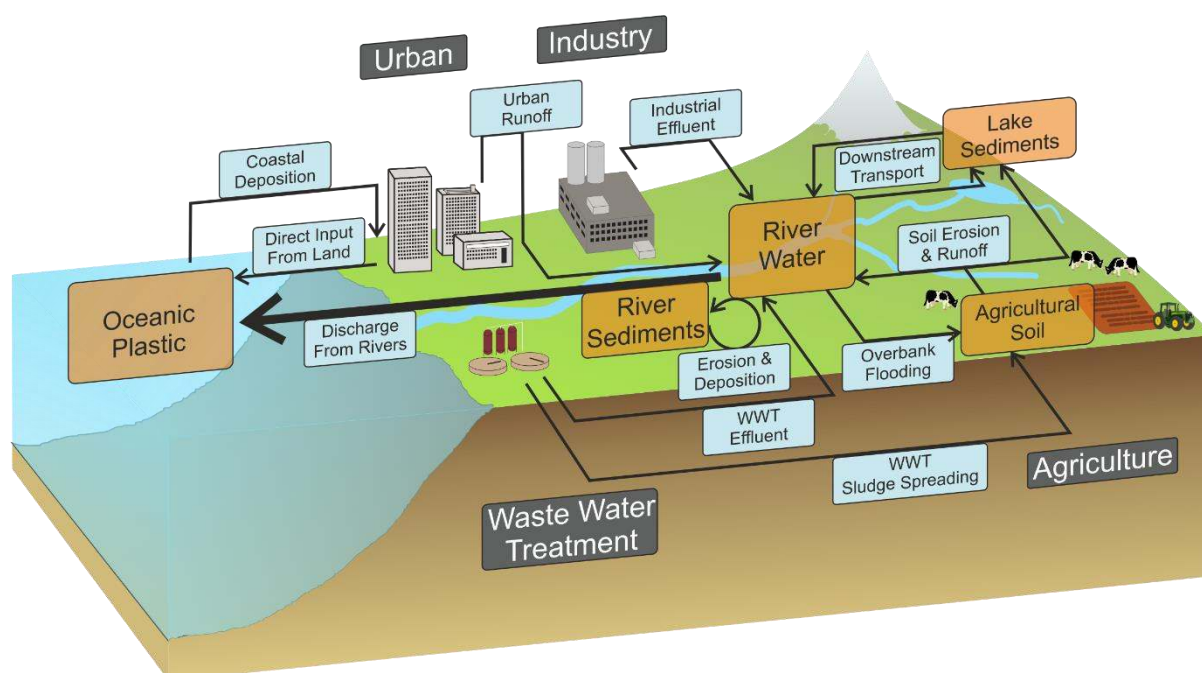 Urban
Industry
Urban
Runoff
Industrial
Effluent
Lake
Sediments
Coastal
Deposition
Downstream
Transport
Direct Input
From Land
River
Water
Soil Erosion
& Runoff
Oceanic
Plastic
River
Sediments
Agricultural
Soil
Discharge
From Rivers
Erosion &
Deposition
Overbank
Flooding
WWT
Effluent
WWT
Sludge Spreading
Agriculture
Waste Water
Treatment